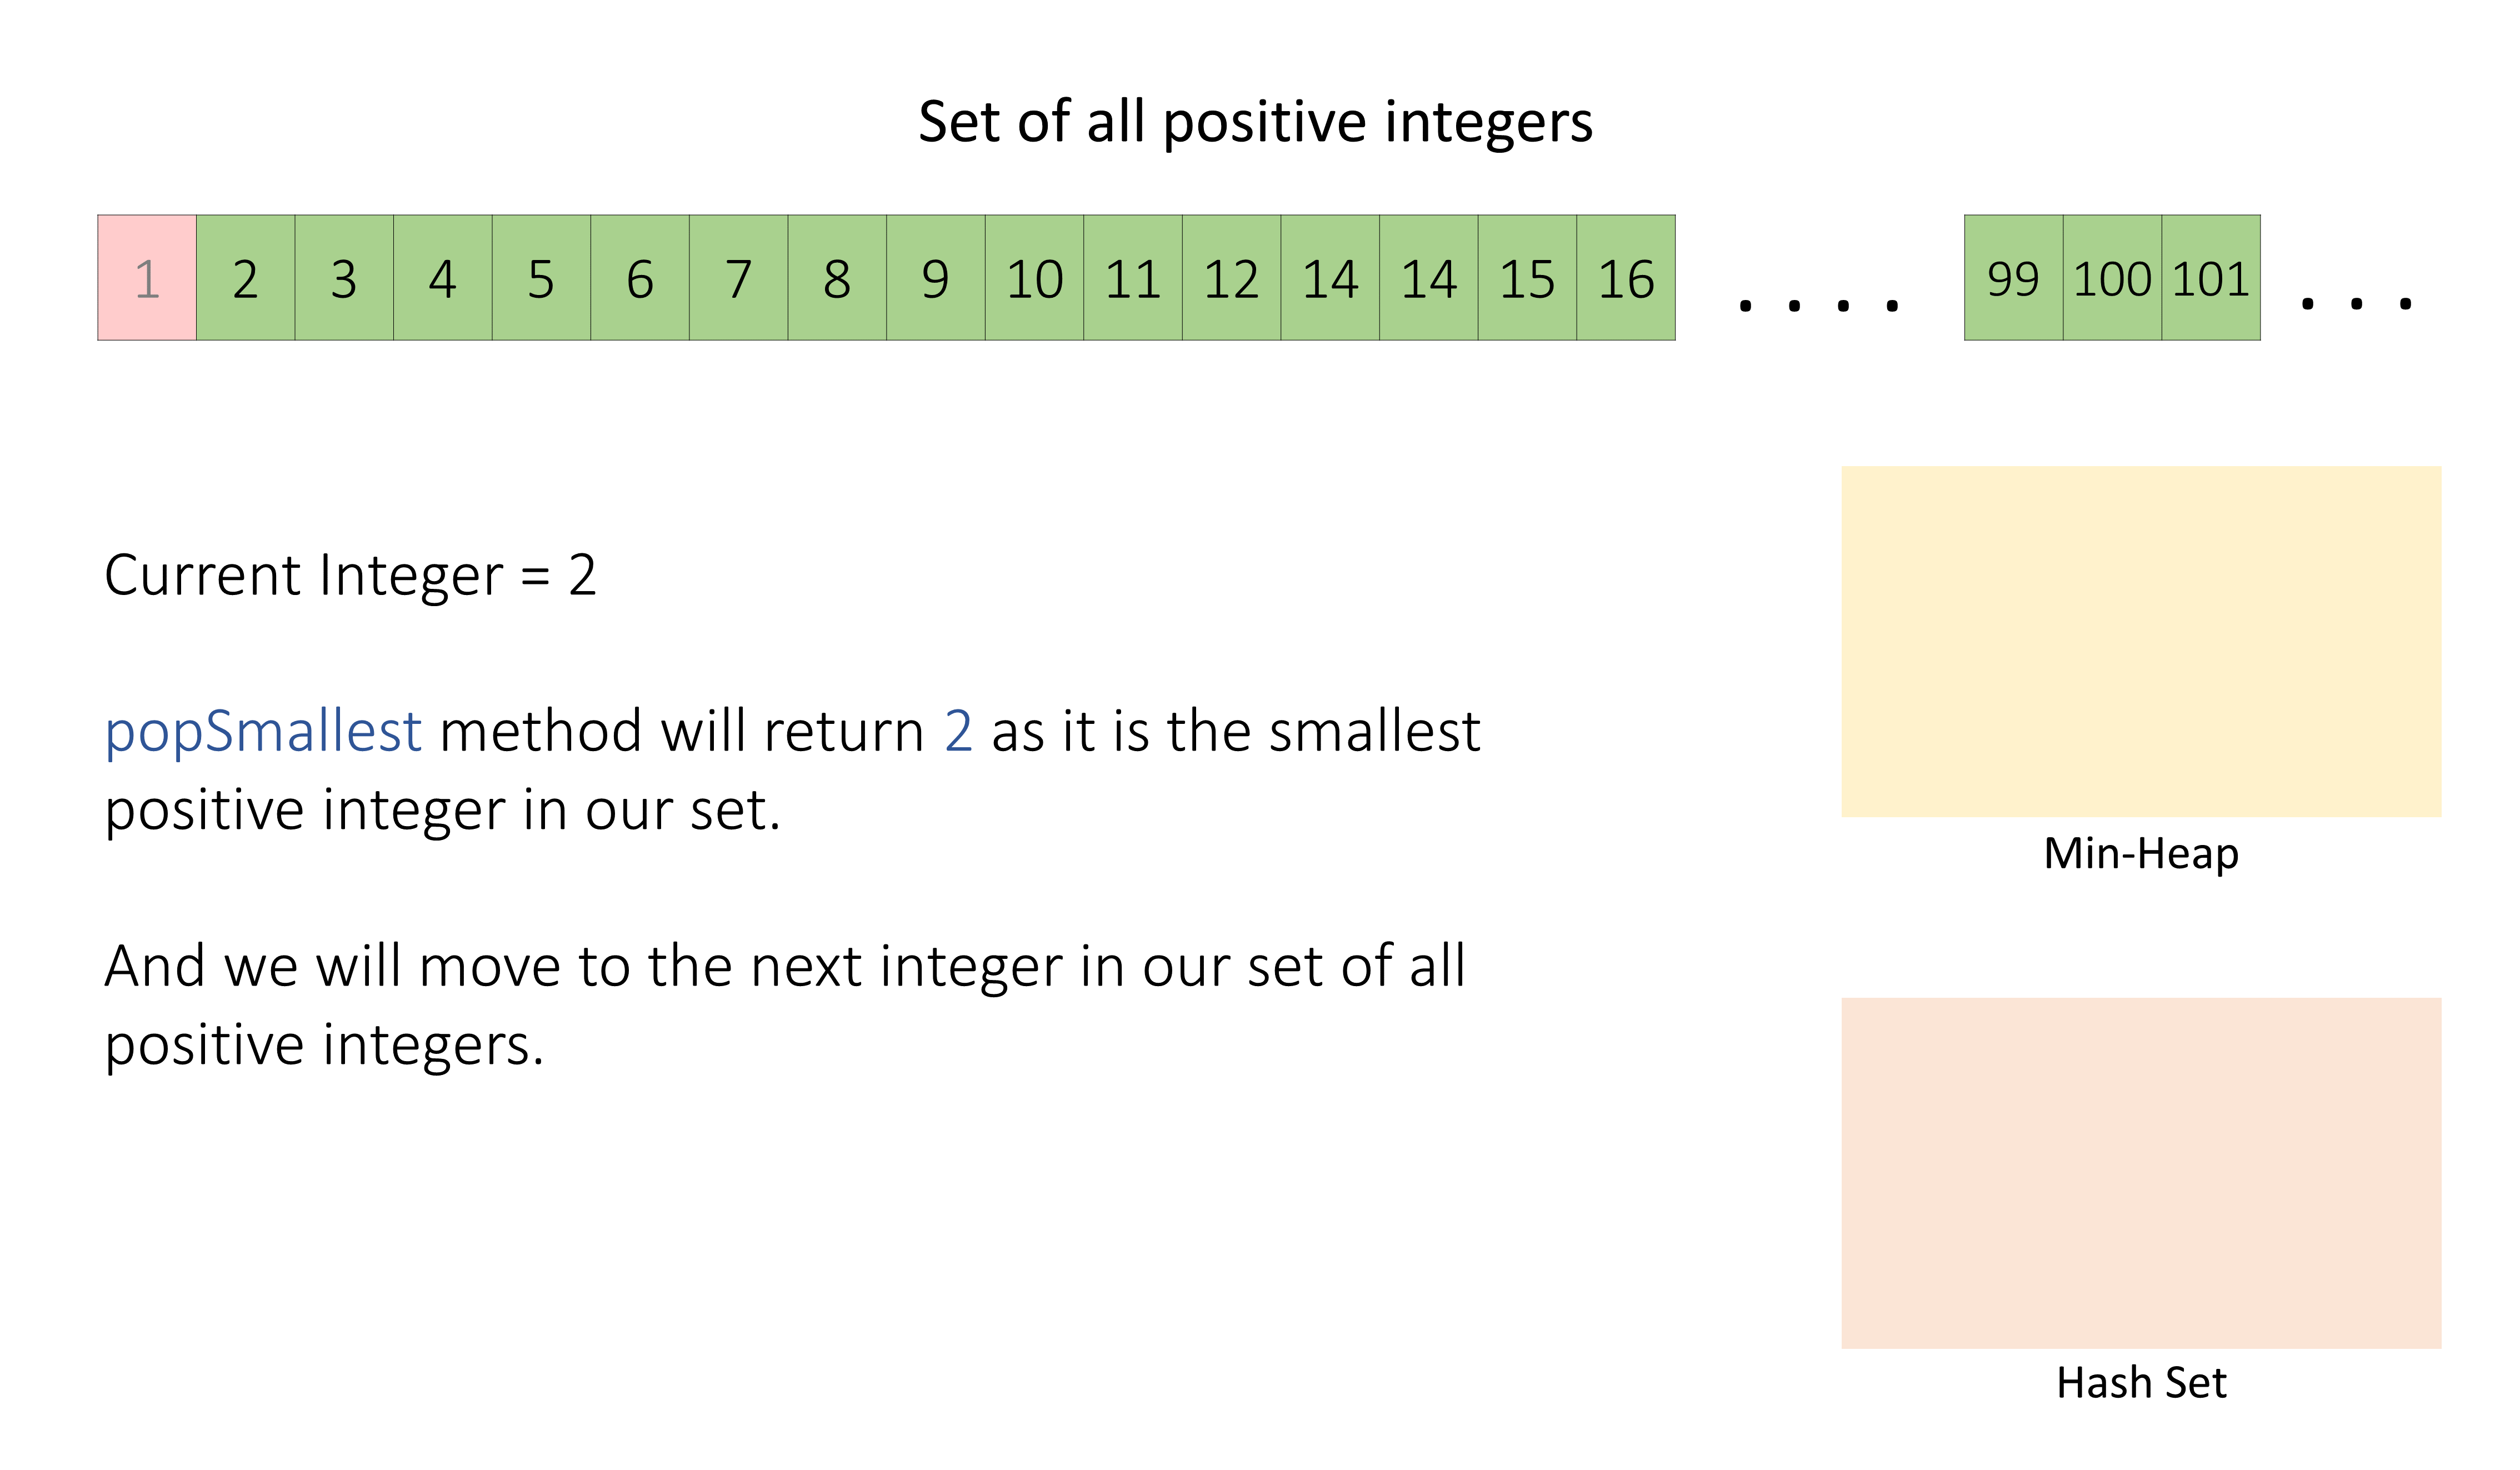 Set of all positive integers
1 2 3 4 5 6 7 8 9 10 11 12 14 14 15 16 . . . . 99 100 101 . . .
Current Integer = 2
popSmallest method will return 2 as it is the smallest
positive integer in our set.
Min-Heap
And we will move to the next integer in our set of all
positive integers.
Hash Set